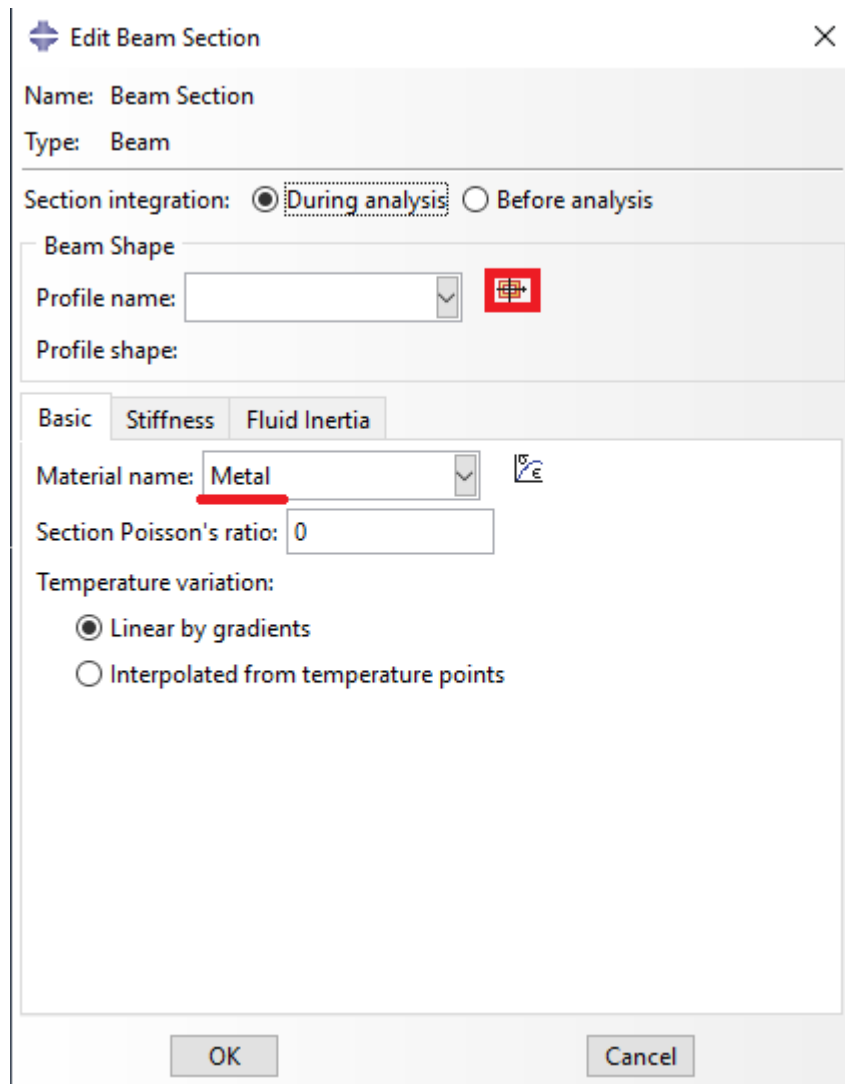 Edit Beam Section
Name: Beam Section
Type: Beam
Section integration: During analysis Before analysis
Beam Shape
Profile name:
Profile shape:
Basic Stiffness Fluid Inertia
Material name: Metal
Section Poisson's ratio: 0
Temperature variation:
Linear by gradients
Interpolated from temperature points
OK Cancel